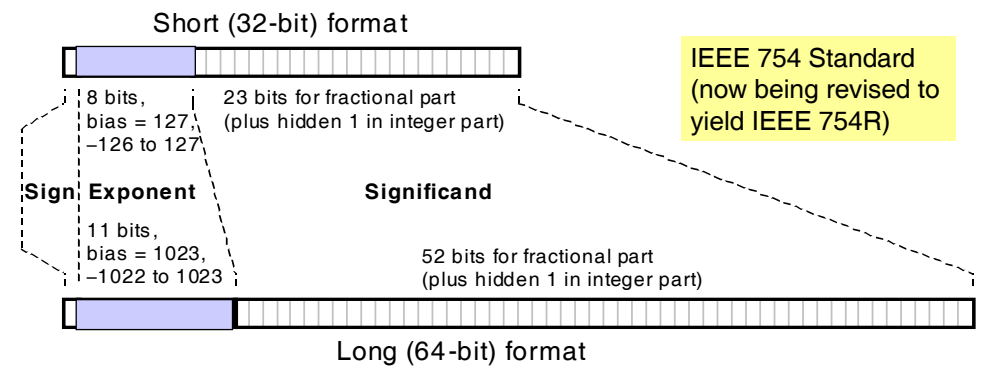 Short (32-bit) format
IEEE 754 Standard
(now being revised to
yield IEEE 754R)
8 bits,
bias = 127,
–126 to 127
23 bits for fractional part
(plus hidden 1 in integer part)
Sign Exponent Significand
11 bits,
bias = 1023,
–1022 to 1023
52 bits for fractional part
(plus hidden 1 in integer part)
Long (64-bit) format